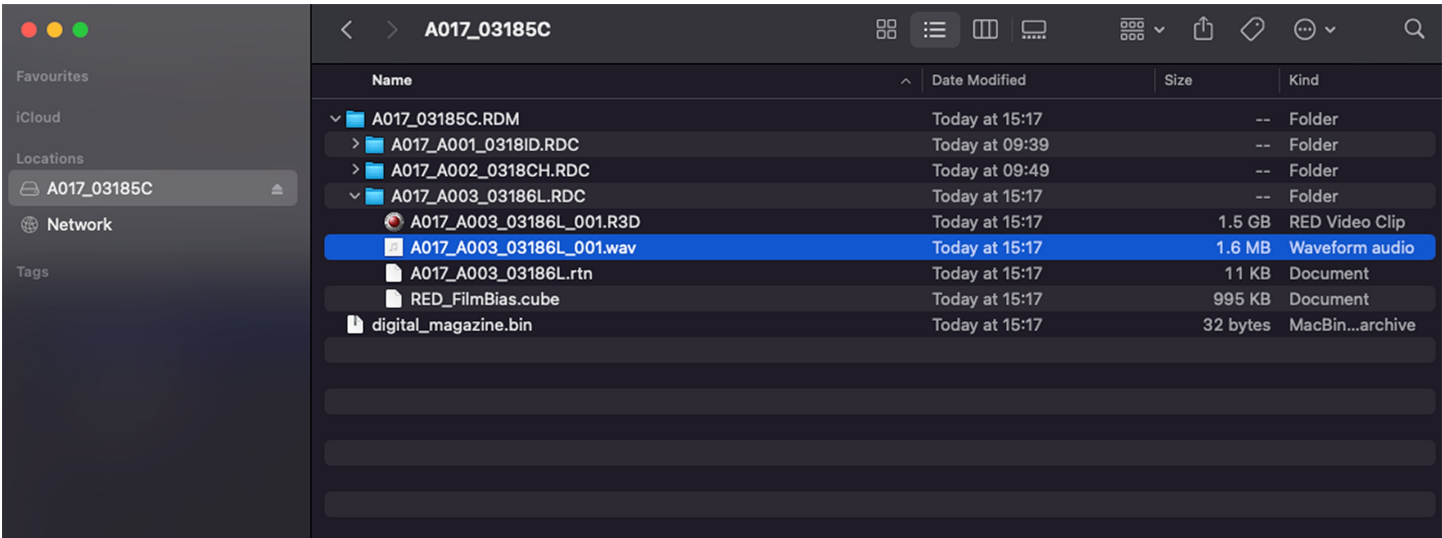 A017_03185C
Favourites
iCloud
Locations
A017_03185C
Network
Tags
Name Date Modified Size Kind
A017_03185C.RDM Today at 15:17 -- Folder
A017_A001_0318ID.RDC Today at 09:39 -- Folder
A017_A002_0318CH.RDC Today at 09:49 -- Folder
A017_A003_03186L.RDC Today at 15:17 -- Folder
A017_A003_03186L_001.R3D Today at 15:17 1.5 GB RED Video Clip
A017_A003_03186L_001.wav Today at 15:17 1.6 MB Waveform audio
A017_A003_03186L.rtn Today at 15:17 11 KB Document
RED_FilmBias.cube Today at 15:17 995 KB Document
digital_magazine.bin Today at 15:17 32 bytes MacBin...archive